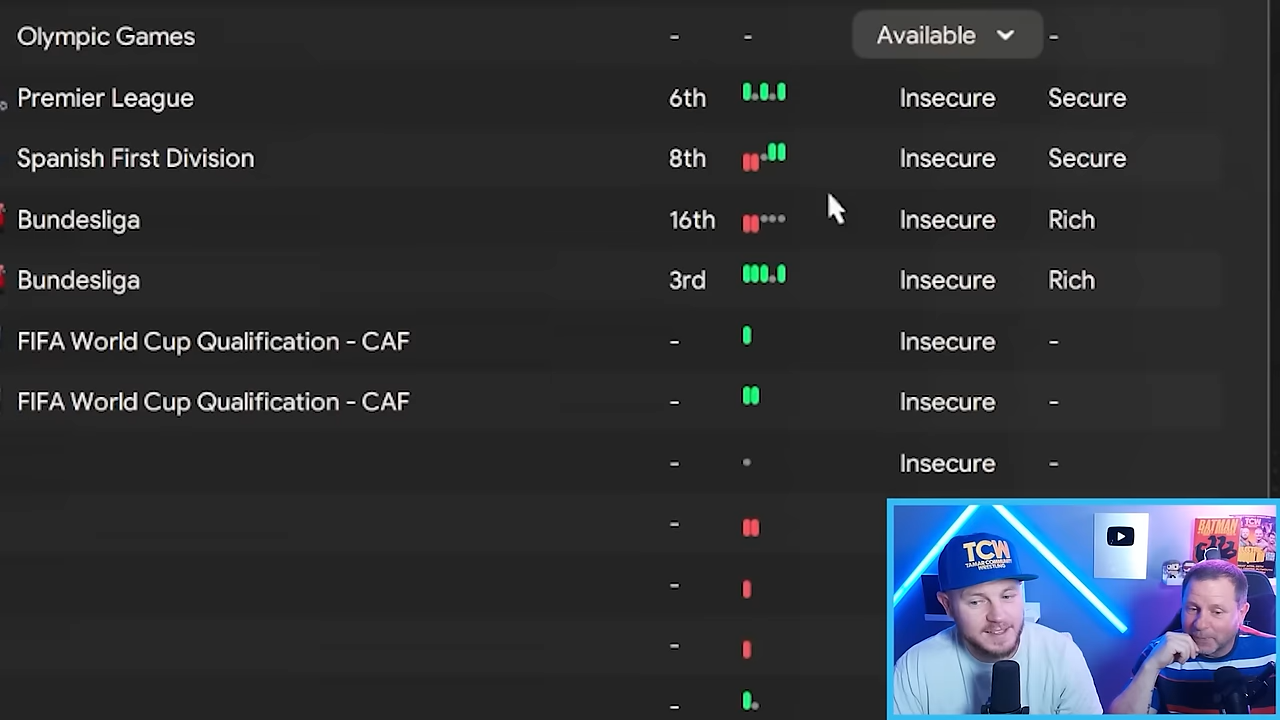 Olympic Games - - Available -
Premier League 6th Insecure Secure
Spanish First Division 8th Insecure Secure
Bundesliga 16th Insecure Rich
Bundesliga 3rd Insecure Rich
FIFA World Cup Qualification - CAF - Insecure -
FIFA World Cup Qualification - CAF - Insecure -
- Insecure -
-
-
-
-
TCW
TAMAR COMMUNITY
WRESTLING
BATMAN
TCW